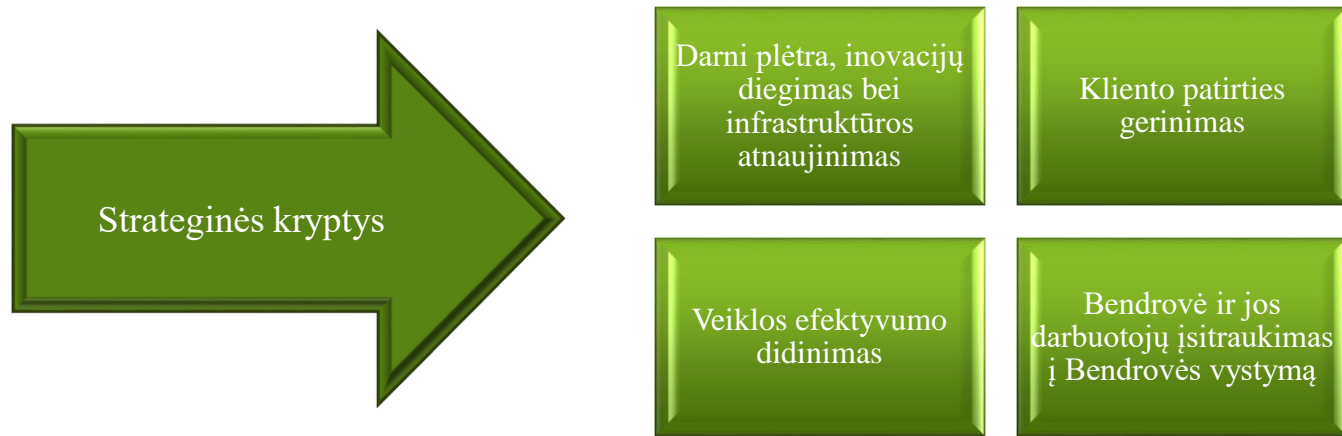 Strateginės kryptys
Darni plėtra, inovacijų
diegimas bei
infrastruktūros
atnaujinimas
Kliento patirties
gerinimas
Veiklos efektyvumo
didinimas
Bendrovė ir jos
darbuotojų įsitraukimas
į Bendrovės vystymą